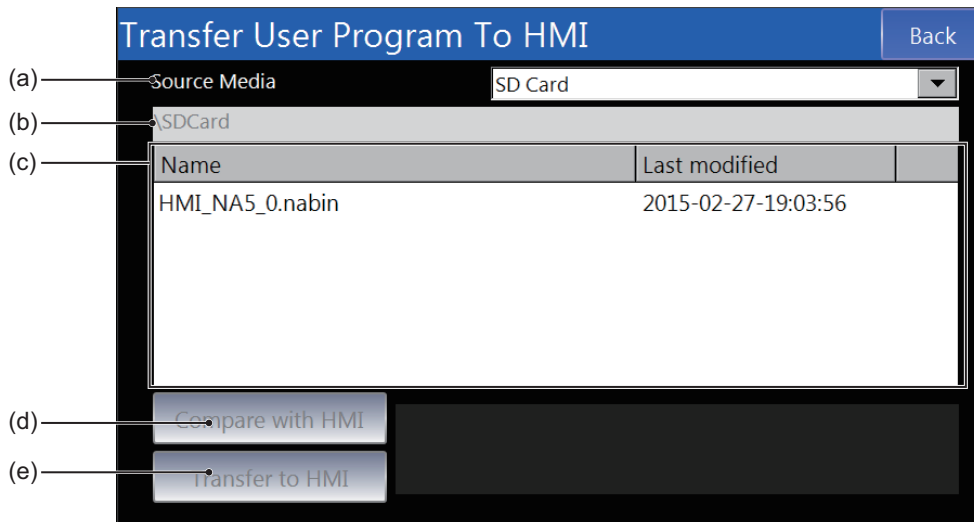 Transfer User Program To HMI Back
(a) Source Media SD Card
(b) \SDCard
(c) Name Last modified
HMI_NA5_0.nabin 2015-02-27-19:03:56
(d) Compare with HMI
(e) Transfer to HMI